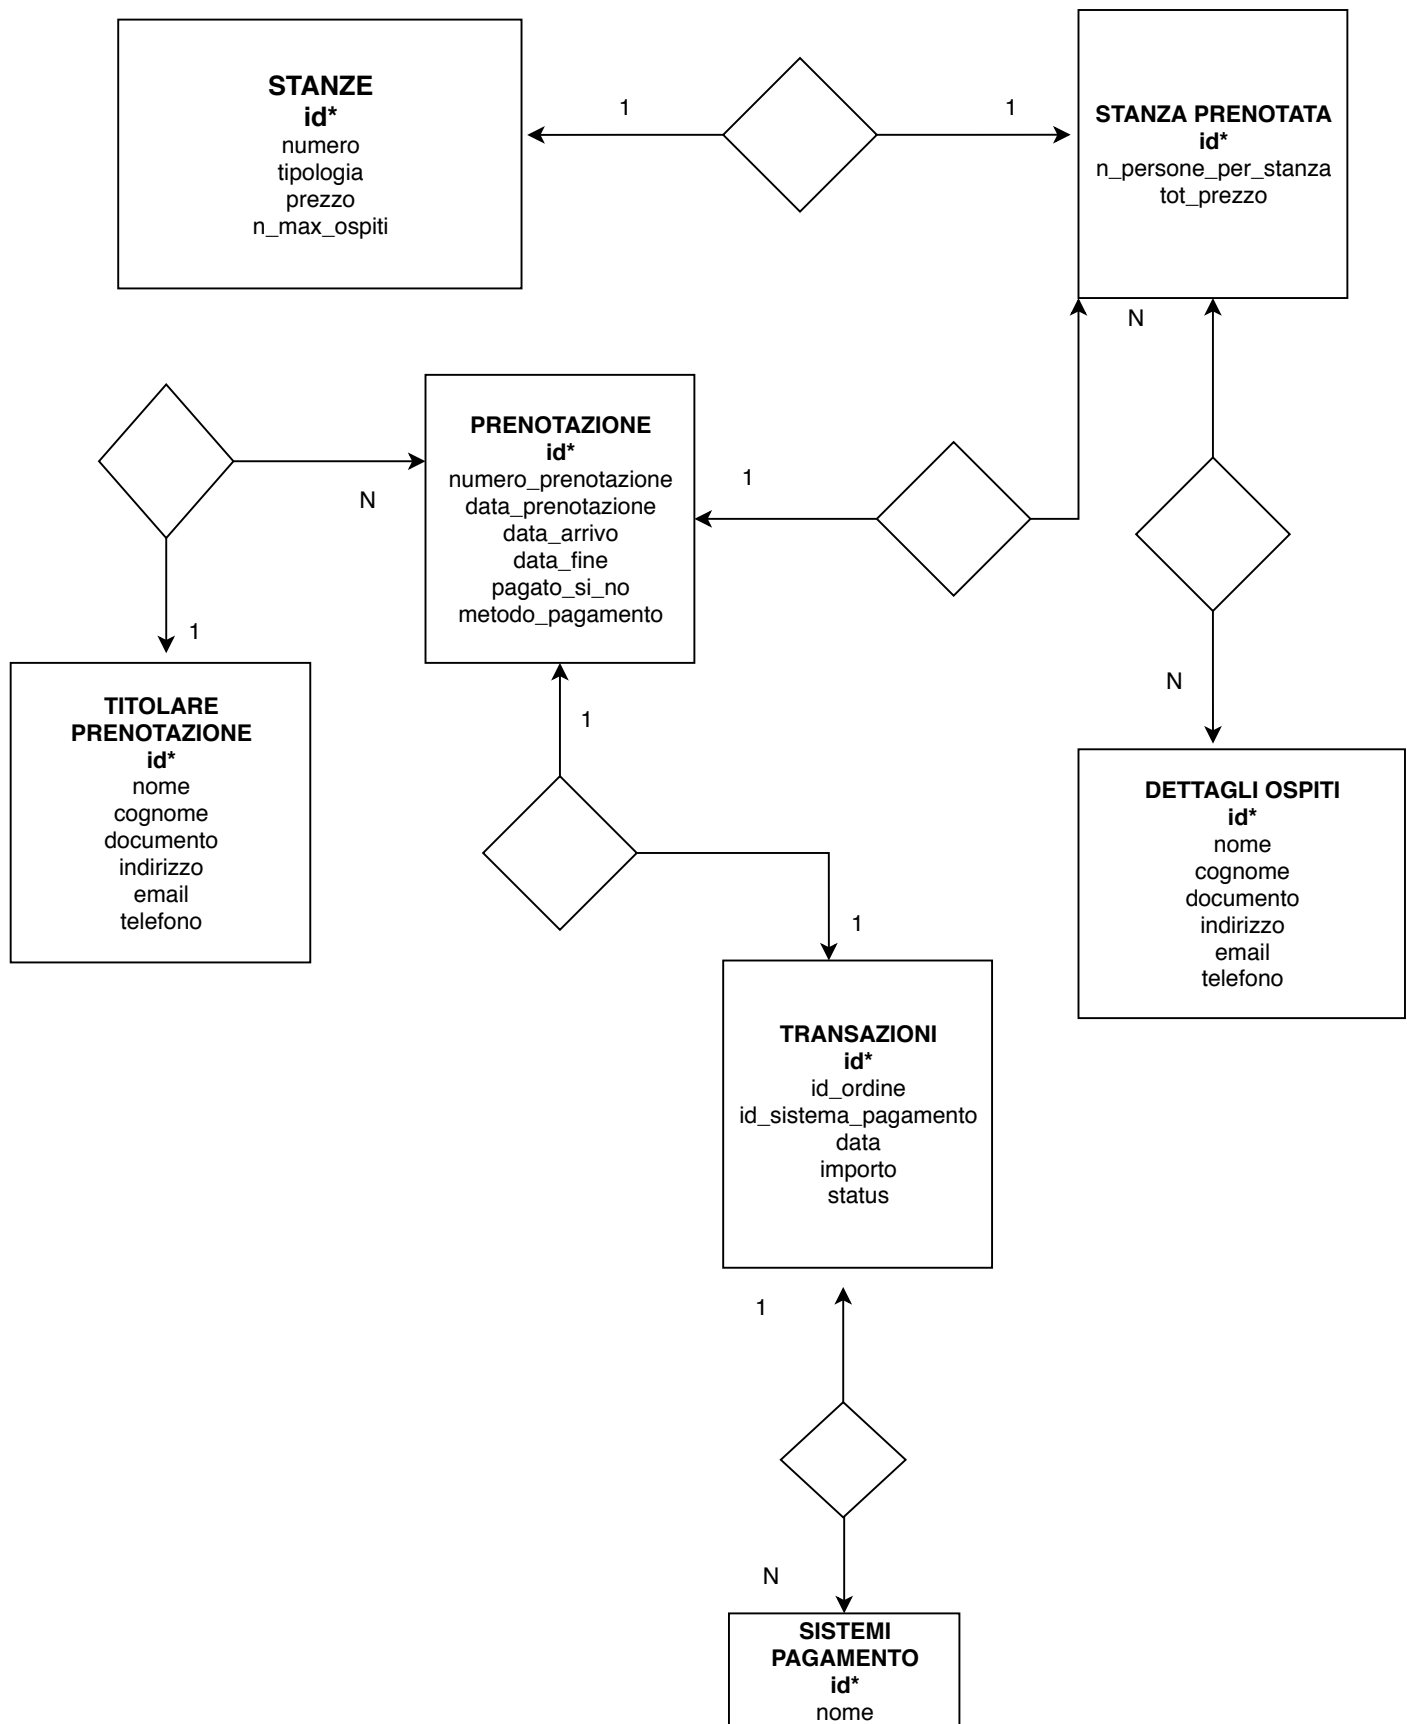 STANZE
id*
numero
tipologia
prezzo
n_max_ospiti
1
1
STANZA PRENOTATA
id*
n_persone_per_stanza
tot_prezzo
N
PRENOTAZIONE
id*
numero_prenotazione
data_prenotazione
data_arrivo
data_fine
pagato_si_no
metodo_pagamento
N
1
1
TITOLARE
PRENOTAZIONE
id*
nome
cognome
documento
indirizzo
email
telefono
1
N
DETTAGLI OSPITI
id*
nome
cognome
documento
indirizzo
email
telefono
1
TRANSAZIONI
id*
id_ordine
id_sistema_pagamento
data
importo
status
1
N
SISTEMI
PAGAMENTO
id*
nome